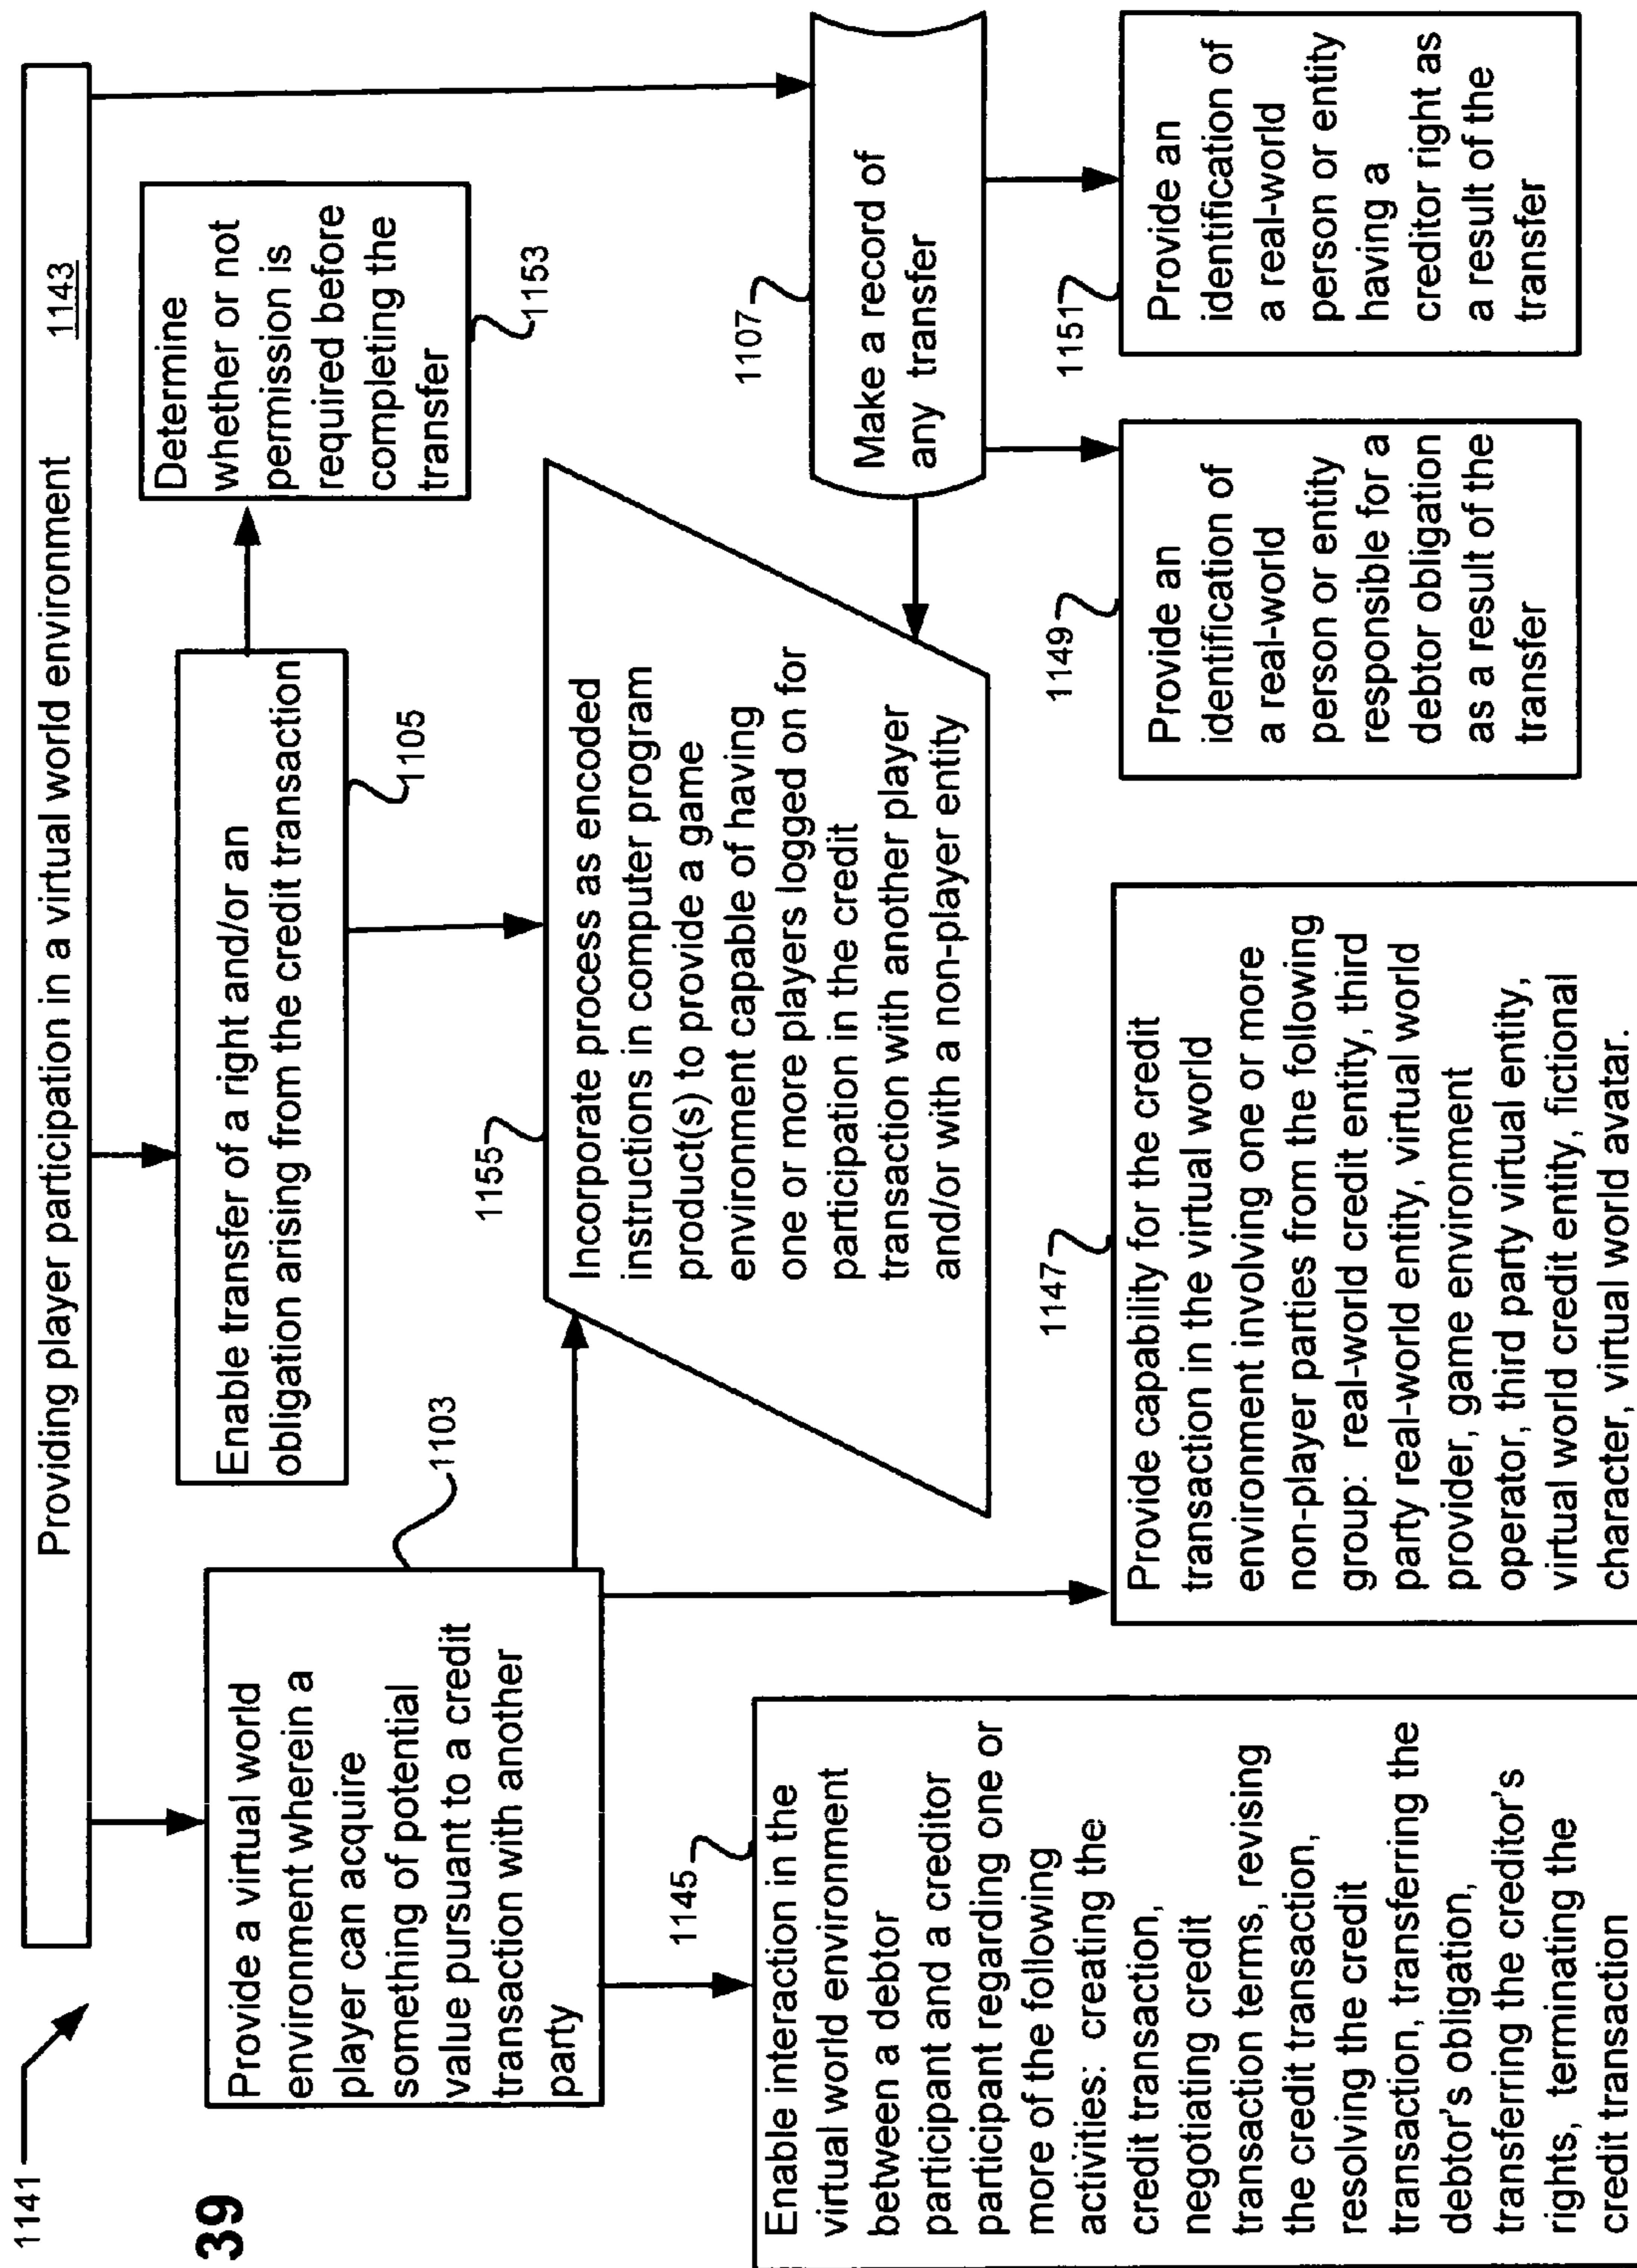 1141
39
Providing player participation in a virtual world environment 1143
Provide a virtual world
environment wherein a
player can acquire
something of potential
value pursuant to a credit
transaction with another
party
1103
Enable transfer of a right and/or an
obligation arising from the credit transaction
1105
Determine
whether or not
permission is
required before
completing the
transfer
1153
1155
Incorporate process as encoded
instructions in computer program
product(s) to provide a game
environment capable of having
one or more players logged on for
participation in the credit
transaction with another player
and/or with a non-player entity
1107
Make a record of
any transfer
1145
Enable interaction in the
virtual world environment
between a debtor
participant and a creditor
participant regarding one or
more of the following
activities: creating the
credit transaction,
negotiating credit
transaction terms, revising
the credit transaction,
resolving the credit
transaction, transferring the
debtor's obligation,
transferring the creditor's
rights, terminating the
credit transaction
1147
Provide capability for the credit
transaction in the virtual world
environment involving one or more
non-player parties from the following
group: real-world credit entity, third
party real-world entity, virtual world
provider, game environment
operator, third party virtual entity,
virtual world credit entity, fictional
character, virtual world avatar.
1149
Provide an
identification of
a real-world
person or entity
responsible for a
debtor obligation
as a result of the
transfer
1151
Provide an
identification of
a real-world
person or entity
having a
creditor right as
a result of the
transfer